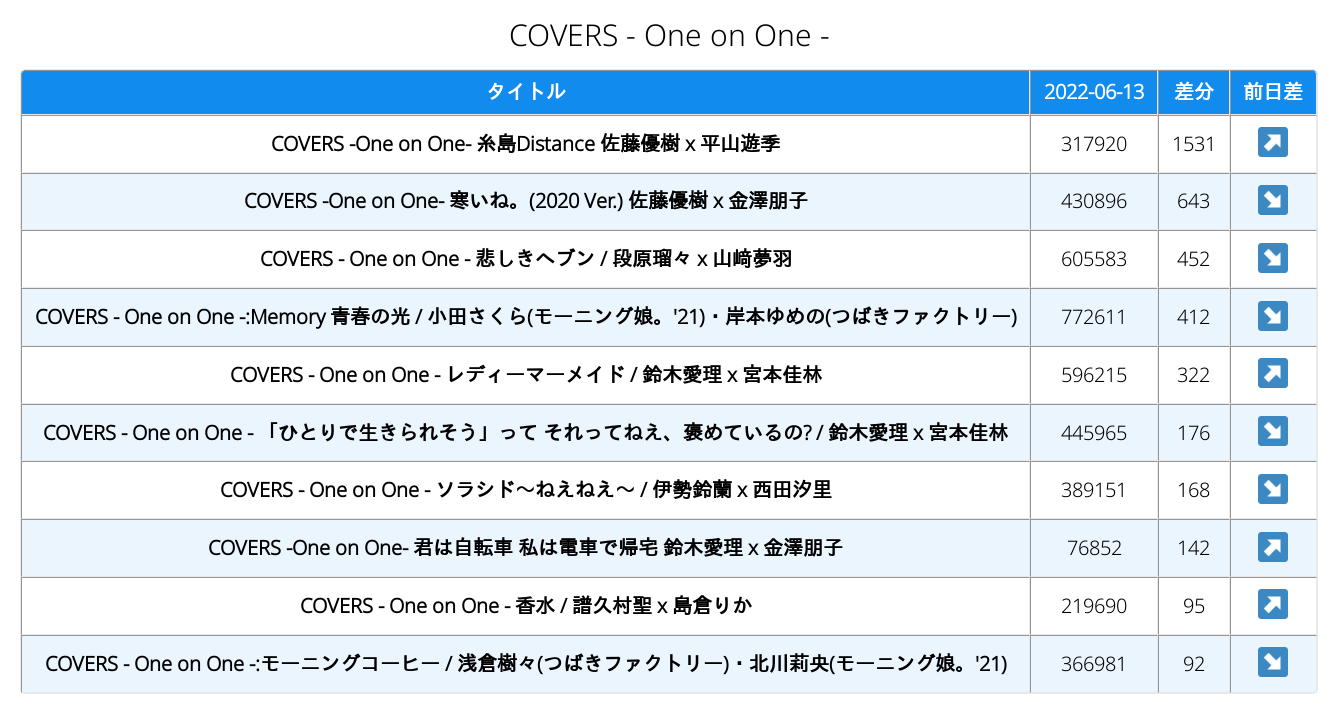 COVERS - One on One -
タイトル 2022-06-13 差分 前日差
COVERS -One on One- 糸島Distance 佐藤優樹 x 平山遊季 317920 1531
COVERS -One on One- 寒いね。(2020 Ver.) 佐藤優樹 x 金澤朋子 430896 643
COVERS - One on One - 悲しきヘブン / 段原瑠々 x 山﨑夢羽 605583 452
COVERS - One on One -:Memory 青春の光 / 小田さくら(モーニング娘。'21)・岸本ゆめの(つばきファクトリー) 772611 412
COVERS - One on One - レディーマーメイド / 鈴木愛理 x 宮本佳林 596215 322
COVERS - One on One - 「ひとりで生きられそう」って それってねえ、褒めているの? / 鈴木愛理 x 宮本佳林 445965 176
COVERS - One on One - ソラシド〜ねえねえ〜 / 伊勢鈴蘭 x 西田汐里 389151 168
COVERS -One on One- 君は自転車 私は電車で帰宅 鈴木愛理 x 金澤朋子 76852 142
COVERS - One on One - 香水 / 譜久村聖 x 島倉りか 219690 95
COVERS - One on One -:モーニングコーヒー / 浅倉樹々(つばきファクトリー)・北川莉央(モーニング娘。'21) 366981 92